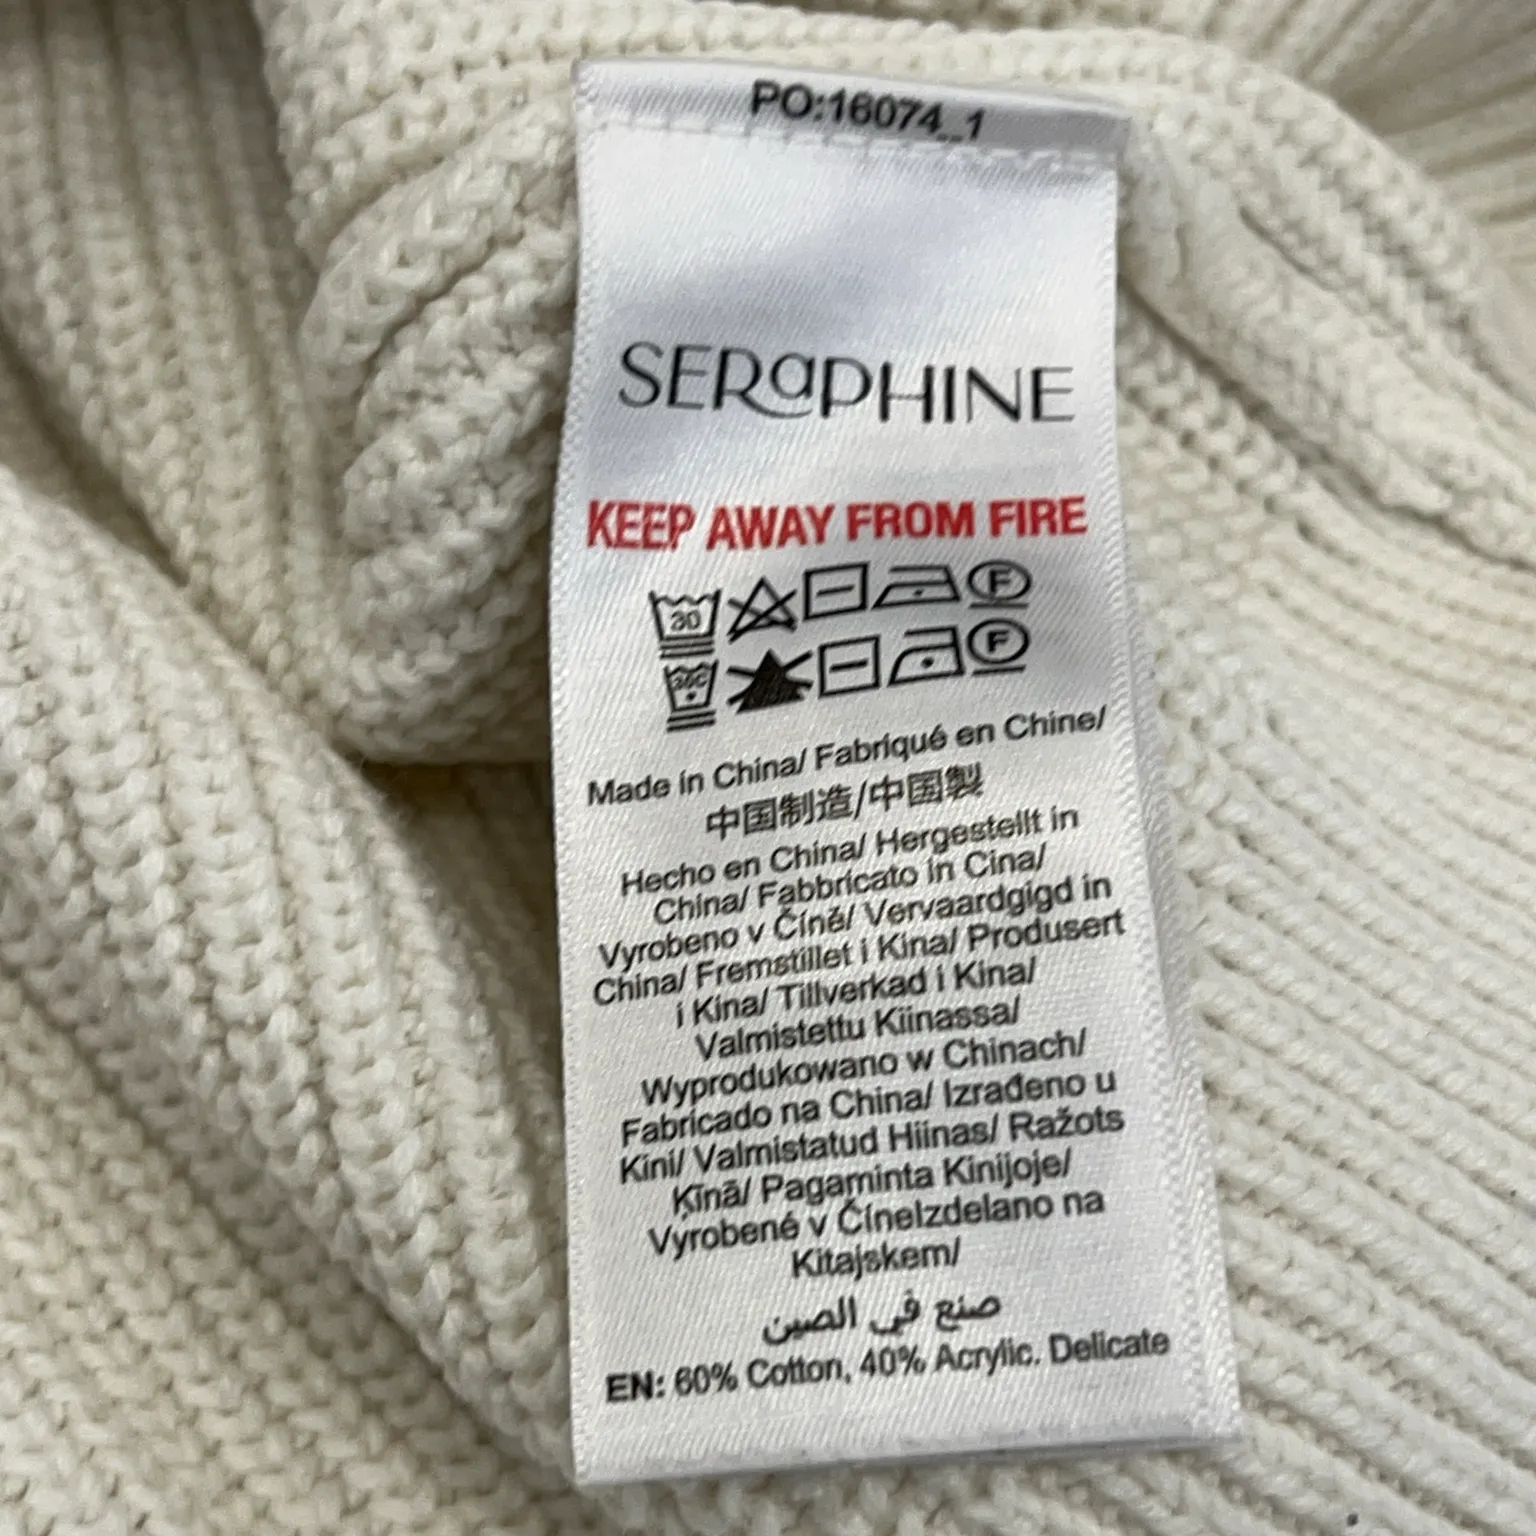 PO:16074_1
SERaPHINE
KEEP AWAY FROM FIRE
30 F
30C F
Made in China/ Fabriqué en Chine/
中国制造/中国製
Hecho en China/ Hergestellt in
China/ Fabbricato in Cina/
Vyrobeno v Číně/ Vervaardgigd in
China/ Fremstillet i Kina/ Produsert
i Kina/ Tillverkad i Kina/
Valmistettu Kiinassa/
Wyprodukowano w Chinach/
Fabricado na China/ Izrađeno u
Kini/ Valmistatud Hiinas/ Ražots
Ķīnā/ Pagaminta Kinijoje/
Vyrobené v ČíneIzdelano na
Kitajskem/
صنع في الصين
EN: 60% Cotton, 40% Acrylic. Delicate